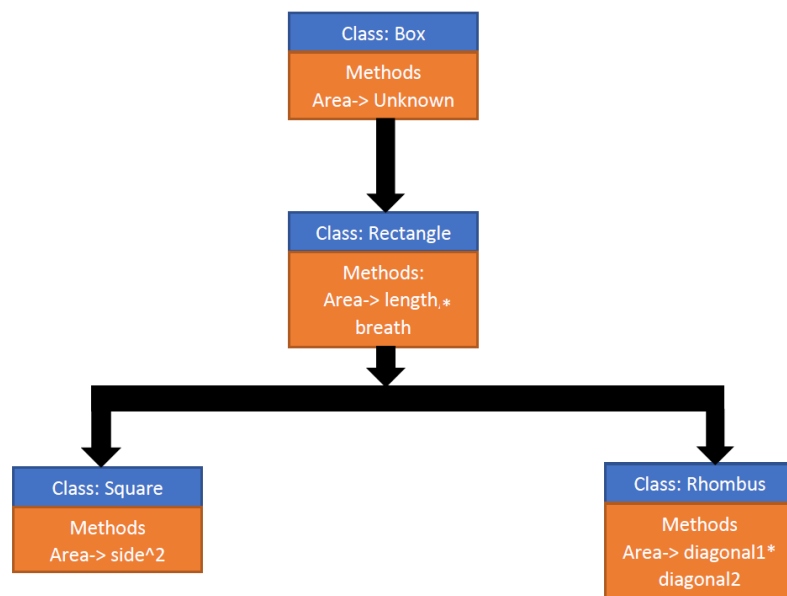 Class: Box
Methods
Area-> Unknown
Class: Rectangle
Methods:
Area-> length,*
breath
Class: Square
Methods
Area-> side^2
Class: Rhombus
Methods
Area-> diagonal1*
diagonal2